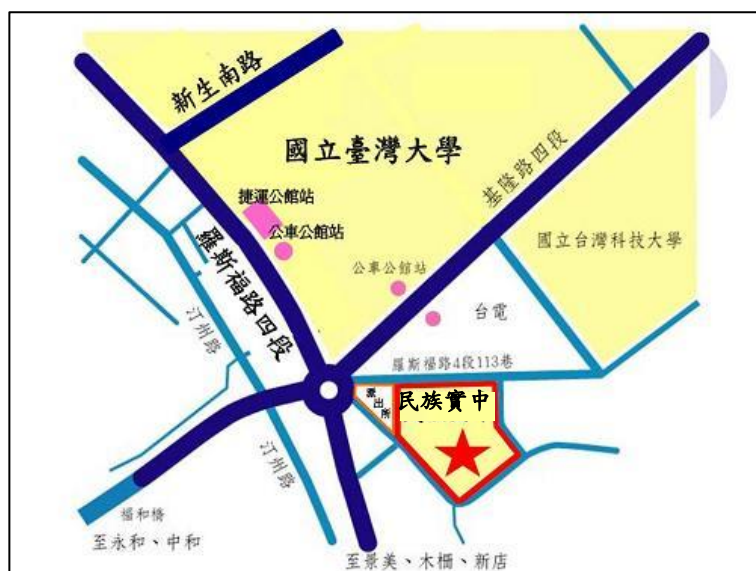 新生南路
國立臺灣大學
基隆路四段
捷運公館站
公車公館站
國立台灣科技大學
羅斯福路四段
公車公館站
汀州路
台電
羅斯福路4段113巷
派出所
民族實中
汀州路
福和橋
至永和、中和
至景美、木柵、新店